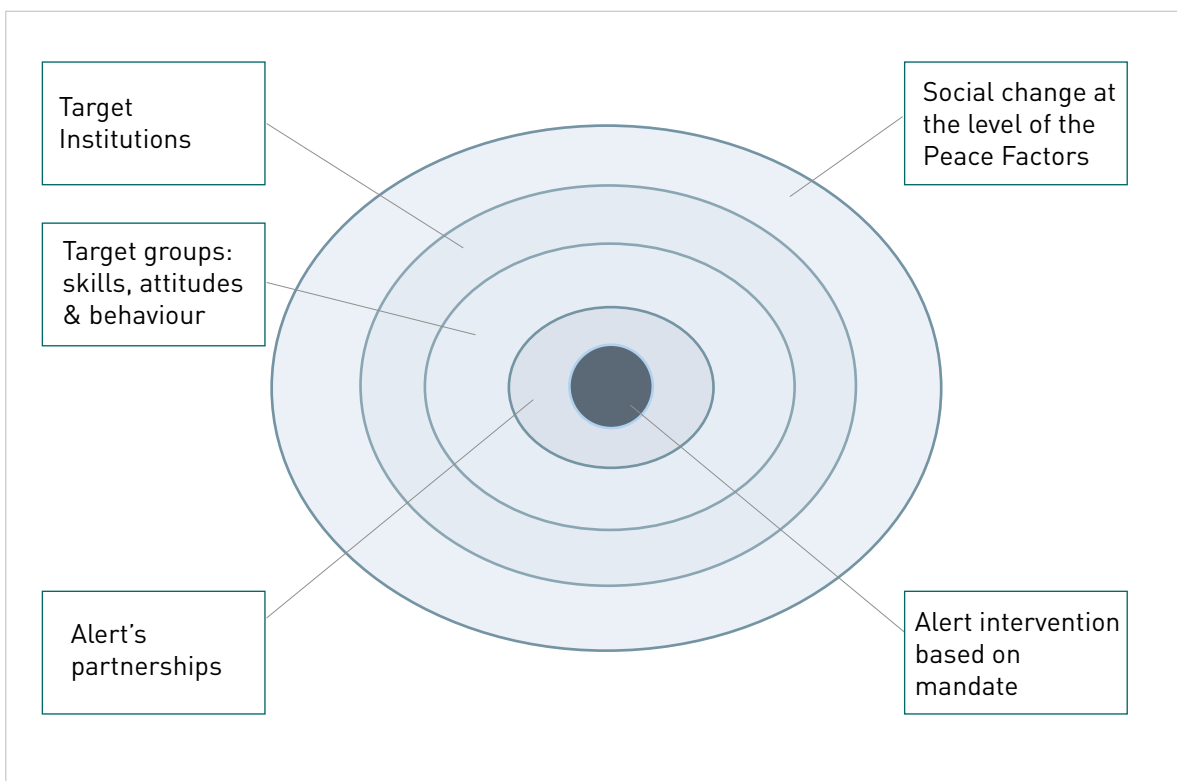 Target
Institutions
Social change at
the level of the
Peace Factors
Target groups:
skills, attitudes
& behaviour
Alert’s
partnerships
Alert intervention
based on
mandate